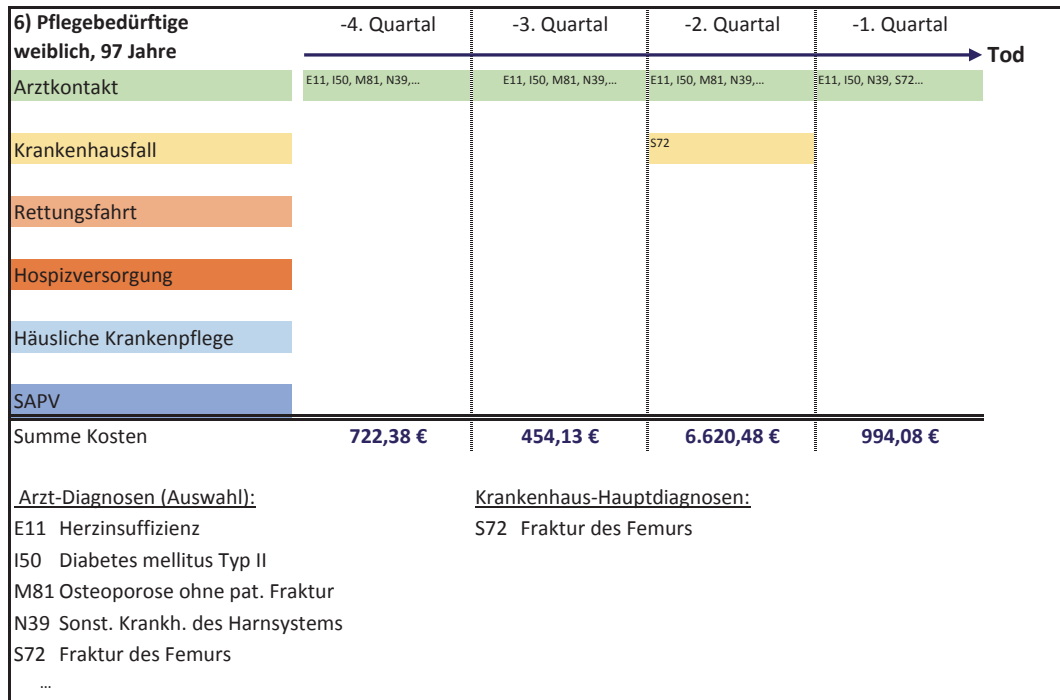 6) Pflegebedürftige weiblich, 97 Jahre
-4. Quartal -3. Quartal -2. Quartal -1. Quartal
Tod
Arztkontakt E11, I50, M81, N39,... E11, I50, M81, N39,... E11, I50, M81, N39,... E11, I50, N39, S72...
Krankenhausfall S72
Rettungsfahrt
Hospizversorgung
Häusliche Krankenpflege
SAPV
Summe Kosten 722,38 € 454,13 € 6.620,48 € 994,08 €
Arzt-Diagnosen (Auswahl):
E11 Herzinsuffizienz
I50 Diabetes mellitus Typ II
M81 Osteoporose ohne pat. Fraktur
N39 Sonst. Krankh. des Harnsystems
S72 Fraktur des Femurs
...
Krankenhaus-Hauptdiagnosen:
S72 Fraktur des Femurs